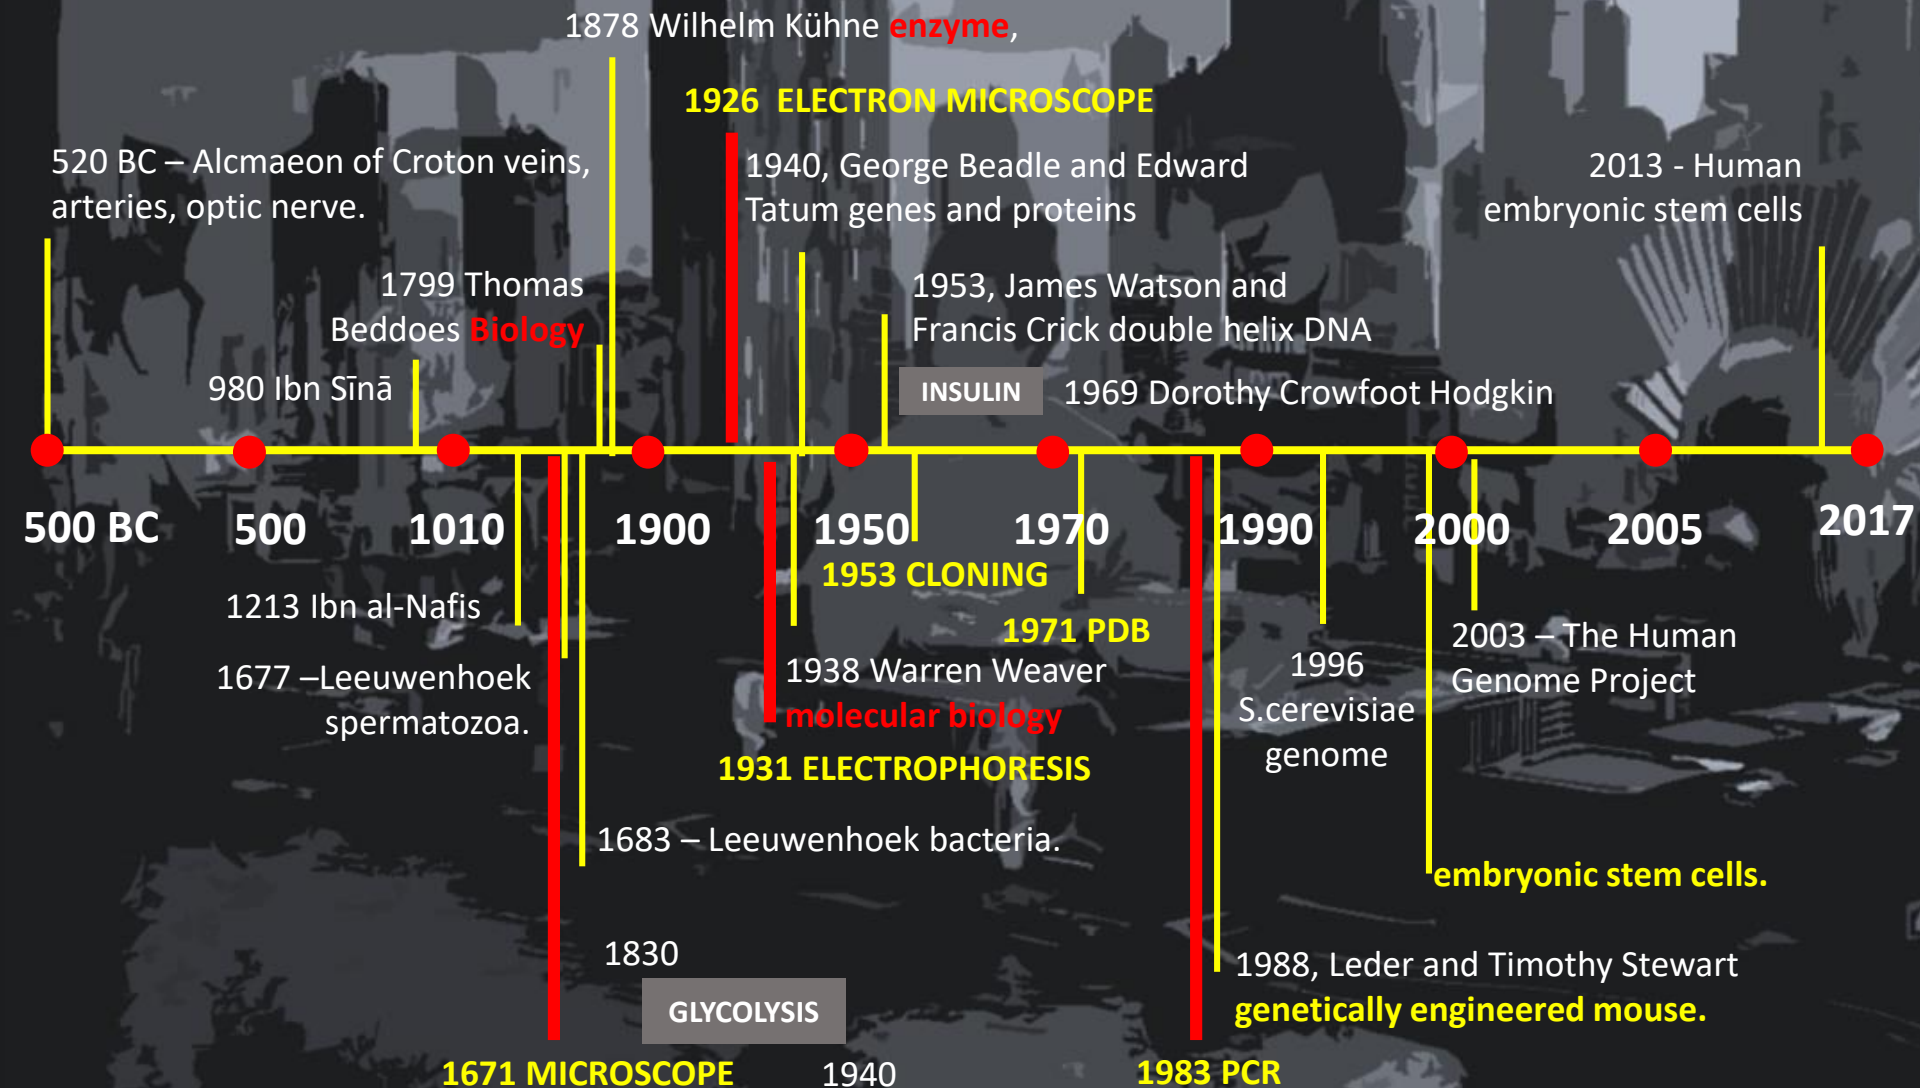 1878 Wilhelm Kühne enzyme,
1926 ELECTRON MICROSCOPE
520 BC – Alcmaeon of Croton veins,
arteries, optic nerve.
1940, George Beadle and Edward
Tatum genes and proteins
2013 - Human
embryonic stem cells
1799 Thomas
Beddoes Biology
1953, James Watson and
Francis Crick double helix DNA
980 Ibn Sīnā
INSULIN
1969 Dorothy Crowfoot Hodgkin
500 BC
500
1010
1900
1950
1970
1990
2000
2005
2017
1953 CLONING
1213 Ibn al-Nafis
1971 PDB
1677 –Leeuwenhoek
spermatozoa.
1938 Warren Weaver
molecular biology
1996
S.cerevisiae
genome
2003 – The Human
Genome Project
1931 ELECTROPHORESIS
1683 – Leeuwenhoek bacteria.
embryonic stem cells.
1830
GLYCOLYSIS
1940
1988, Leder and Timothy Stewart
genetically engineered mouse.
1671 MICROSCOPE
1983 PCR